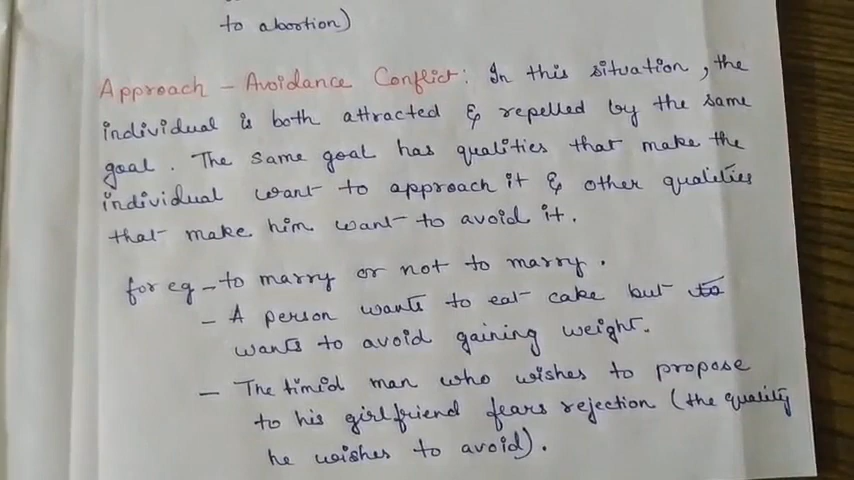 to abortion)
Approach - Avoidance Conflict: In this situation, the
individual is both attracted & repelled by the same
goal. The same goal has qualities that make the
individual want to approach it & other qualities
that make him want to avoid it.
for eg - to marry or not to marry.
- A person wants to eat cake but to
wants to avoid gaining weight.
- The timid man who wishes to propose
to his girlfriend fears rejection (the quality
he wishes to avoid).